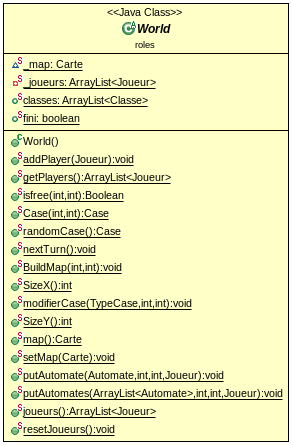 <<Java Class>>
World
roles
_map: Carte
_joueurs: ArrayList<Joueur>
classes: ArrayList<Classe>
fini: boolean
World()
addPlayer(Joueur):void
getPlayers():ArrayList<Joueur>
isfree(int,int):Boolean
Case(int,int):Case
randomCase():Case
nextTurn():void
BuildMap(int,int):void
SizeX():int
modifierCase(TypeCase,int,int):void
SizeY():int
map():Carte
setMap(Carte):void
putAutomate(Automate,int,int,Joueur):void
putAutomates(ArrayList<Automate>,int,int,Joueur):void
joueurs():ArrayList<Joueur>
resetJoueurs():void